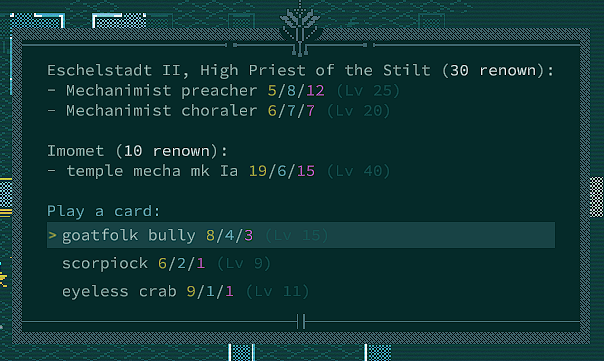 Eschelstadt II, High Priest of the Stilt (30 renown):
- Mechanimist preacher 5/8/12 (Lv 25)
- Mechanimist choraler 6/7/7 (Lv 20)
Imomet (10 renown):
- temple mecha mk Ia 19/6/15 (Lv 40)
Play a card:
> goatfolk bully 8/4/3 (Lv 15)
scorpiock 6/2/1 (Lv 9)
eyeless crab 9/1/1 (Lv 11)